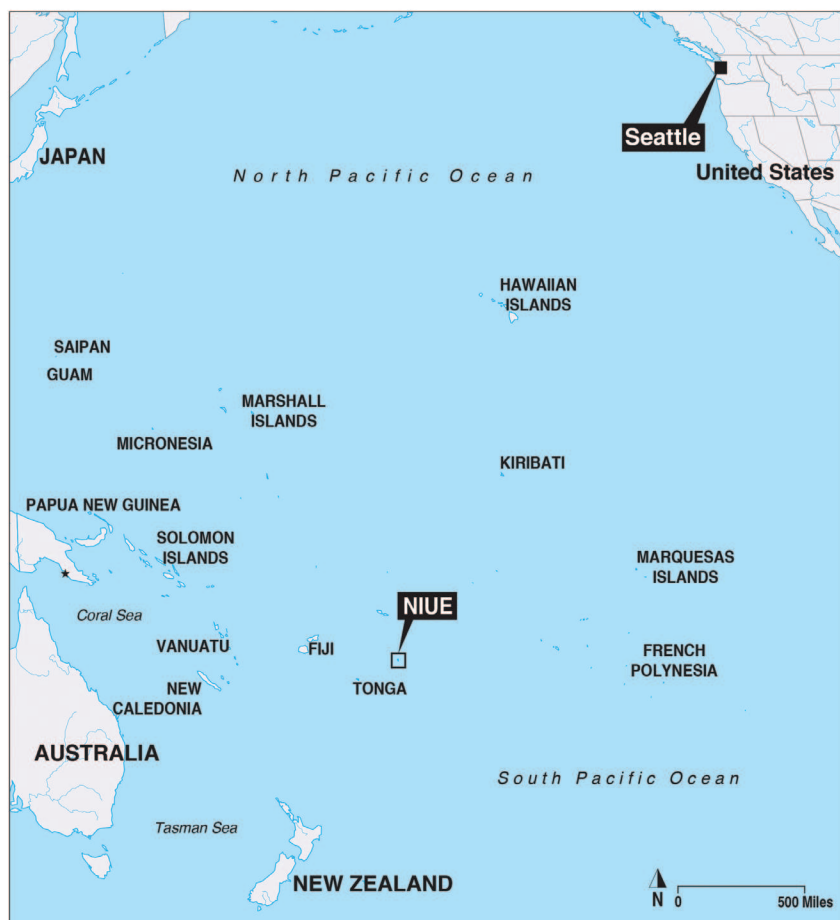 Seattle
JAPAN
United States
North Pacific Ocean
HAWAIIAN
ISLANDS
SAIPAN
GUAM
MARSHALL
ISLANDS
MICRONESIA
KIRIBATI
PAPUA NEW GUINEA
SOLOMON
ISLANDS
MARQUESAS
ISLANDS
NIUE
Coral Sea
VANUATU
FIJI
FRENCH
POLYNESIA
TONGA
NEW
CALEDONIA
AUSTRALIA
South Pacific Ocean
Tasman Sea
NEW ZEALAND
N
0
500 Miles